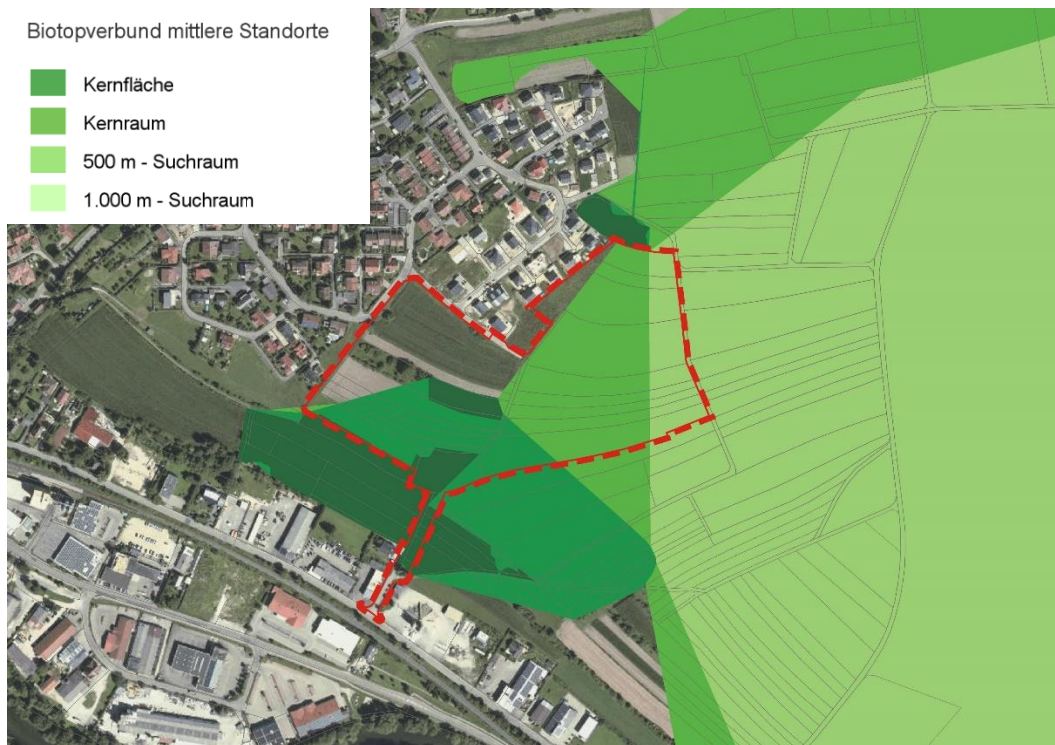 Biotopverbund mittlere Standorte
Kernfläche
Kernraum
500 m - Suchraum
1.000 m - Suchraum